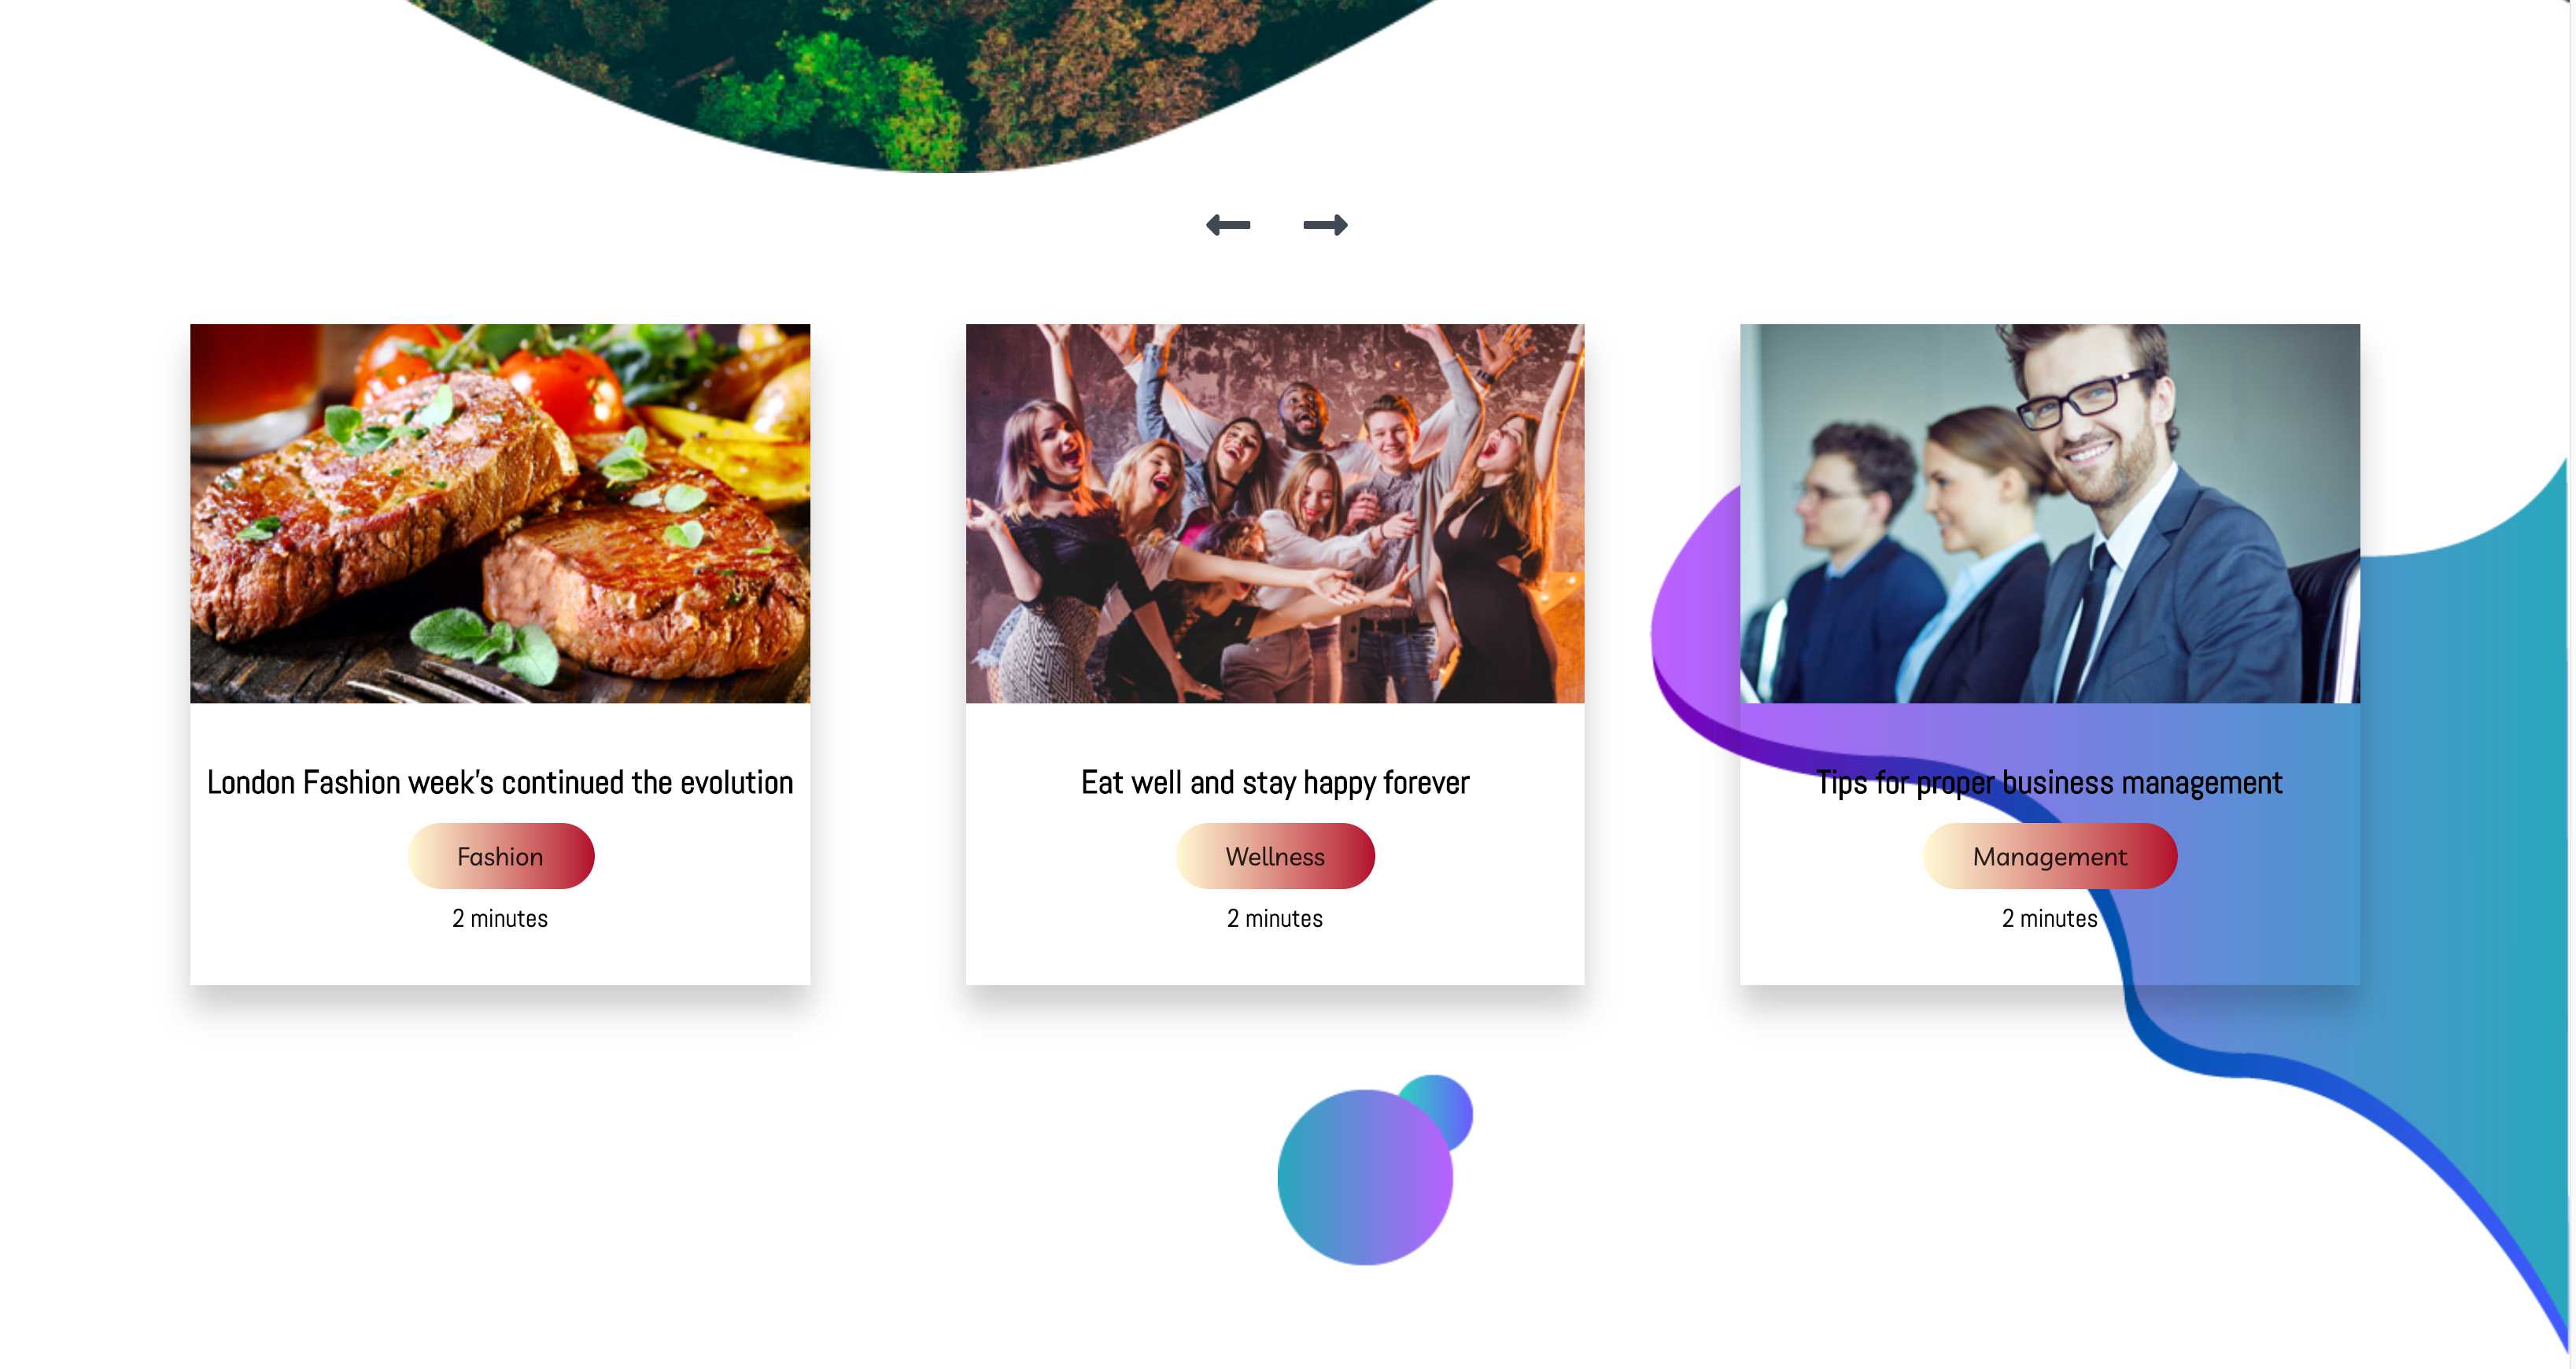 London Fashion week's continued the evolution
Fashion
2 minutes
Eat well and stay happy forever
Wellness
2 minutes
Tips for proper business management
Management
2 minutes